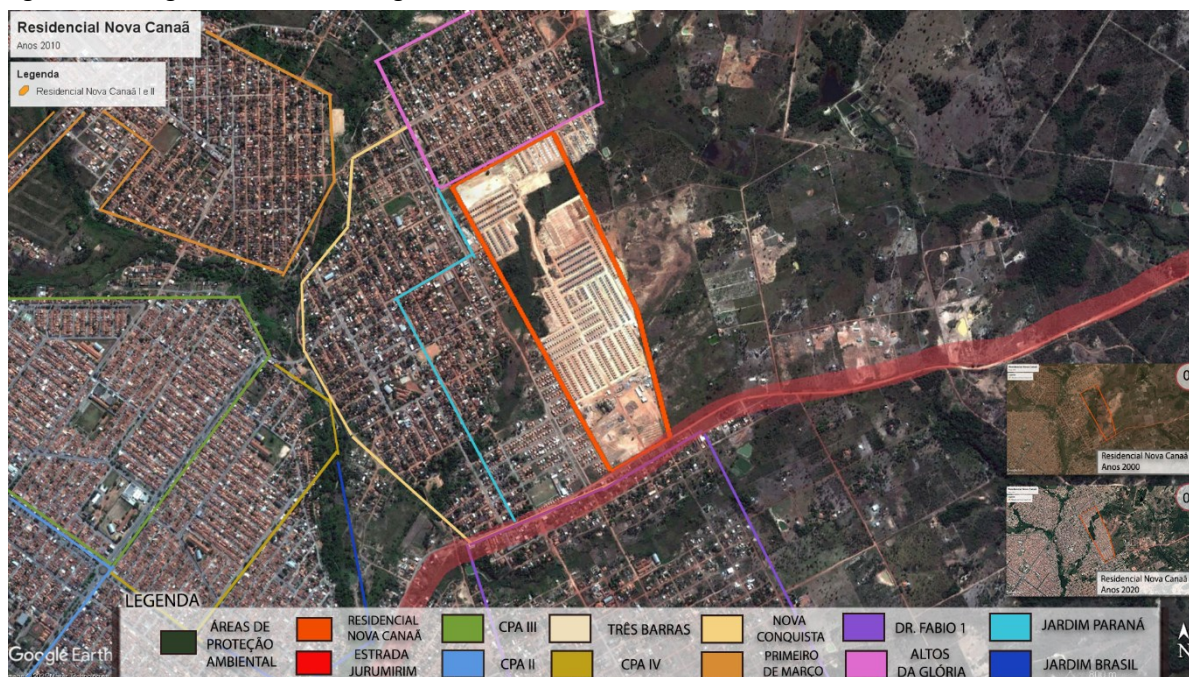 Residencial Nova Canaã
Anos 2010
Legenda
Residencial Nova Canaã I e II
Residencial Nova Canaã
Anos 2000
Residencial Nova Canaã
Anos 2020
LEGENDA
ÁREAS DE
PROTEÇÃO
AMBIENTAL
RESIDENCIAL
NOVA CANAÃ
ESTRADA
JURUMIRIM
CPA III
CPA II
TRÊS BARRAS
CPA IV
NOVA
CONQUISTA
PRIMEIRO
DE MARCO
DR. FABIO 1
ALTOS
DA GLÓRIA
JARDIM PARANÁ
JARDIM BRASIL
Google Earth
N